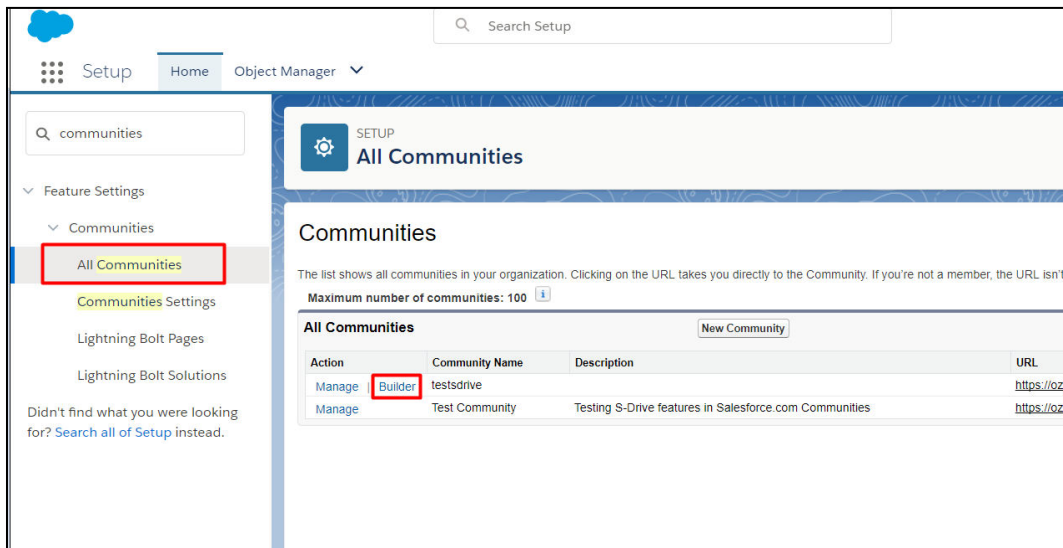 Search Setup
Setup Home Object Manager
communities
Feature Settings
Communities
All Communities
Communities Settings
Lightning Bolt Pages
Lightning Bolt Solutions
Didn't find what you were looking
for? Search all of Setup instead.
SETUP
All Communities
Communities
The list shows all communities in your organization. Clicking on the URL takes you directly to the Community. If you're not a member, the URL isn't
Maximum number of communities: 100 i
All Communities New Community
Action Community Name Description URL
Manage | Builder testsdrive https://oz
Manage Test Community Testing S-Drive features in Salesforce.com Communities https://oz